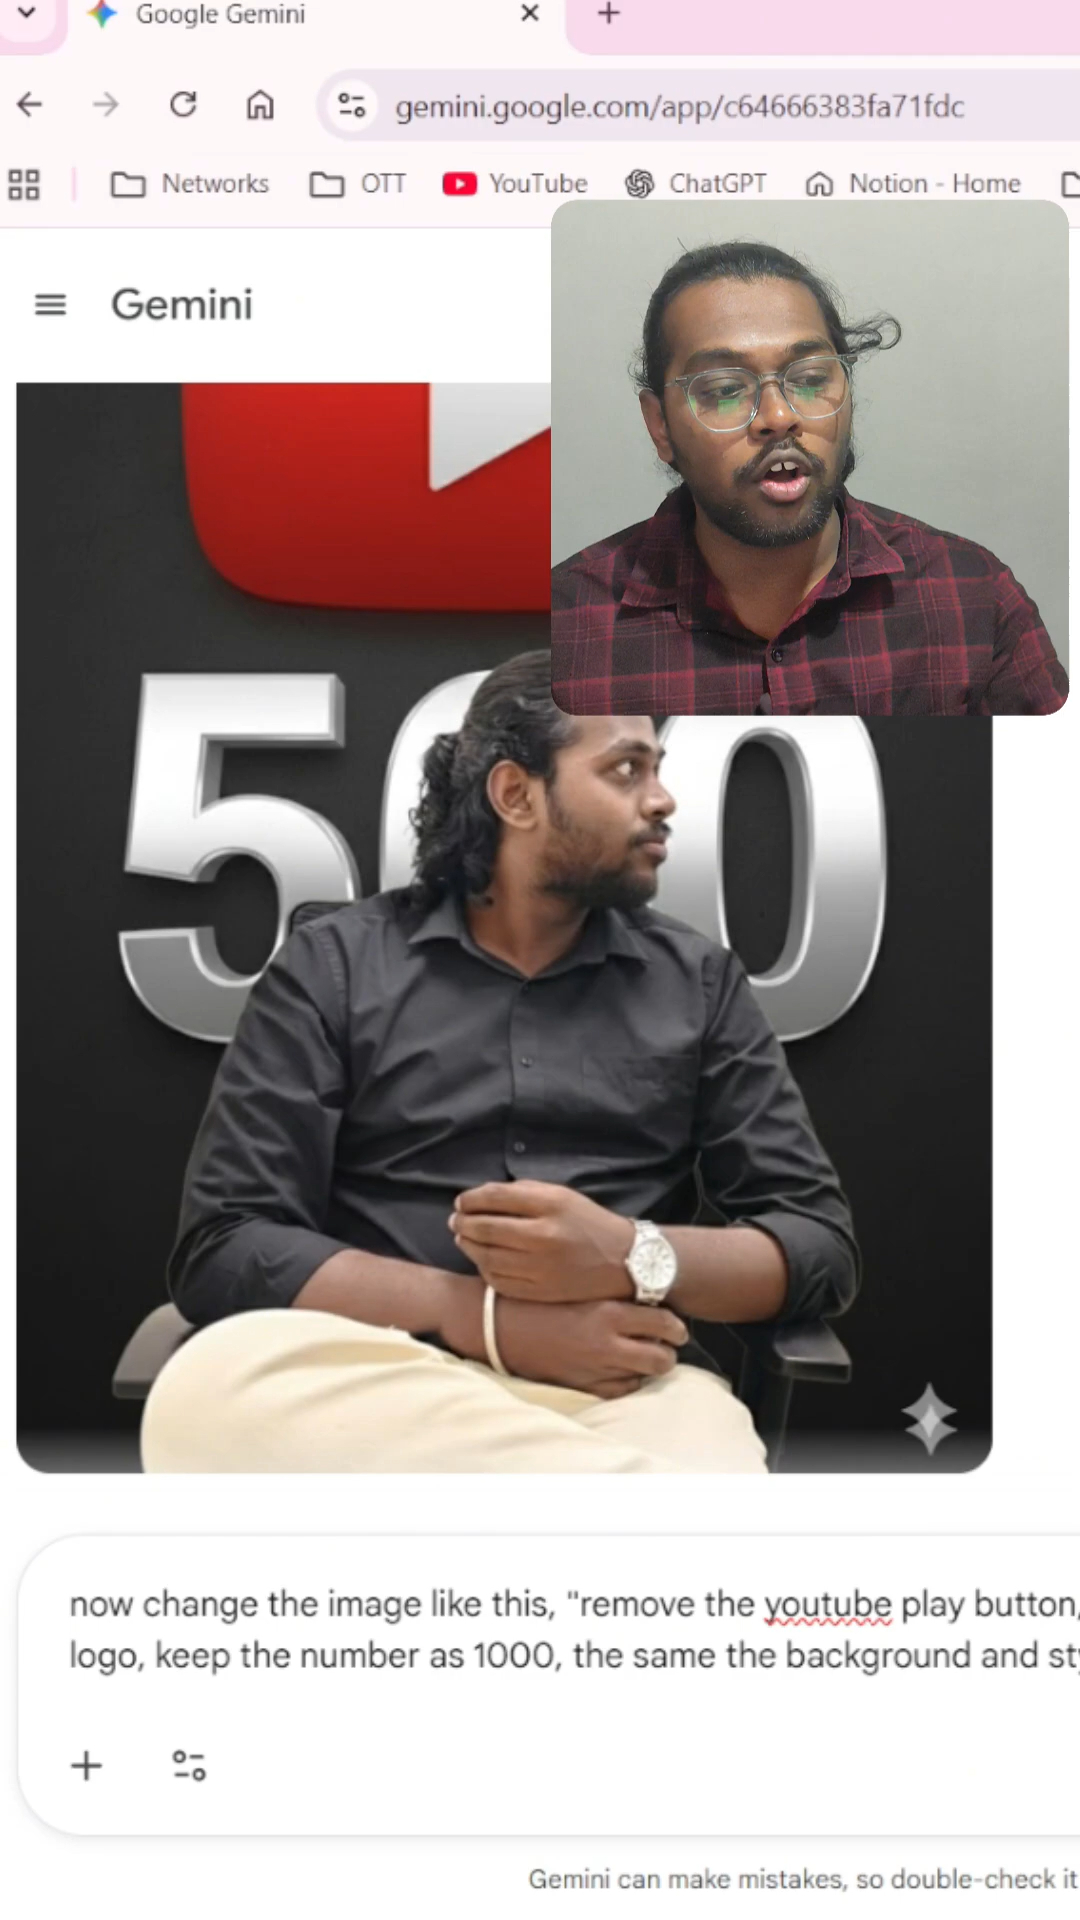 Google Gemini
gemini.google.com/app/c64666383fa71fdc
Networks OTT YouTube ChatGPT Notion - Home
Gemini
500
now change the image like this, "remove the youtube play button,
logo, keep the number as 1000, the same the background and sty
Gemini can make mistakes, so double-check it